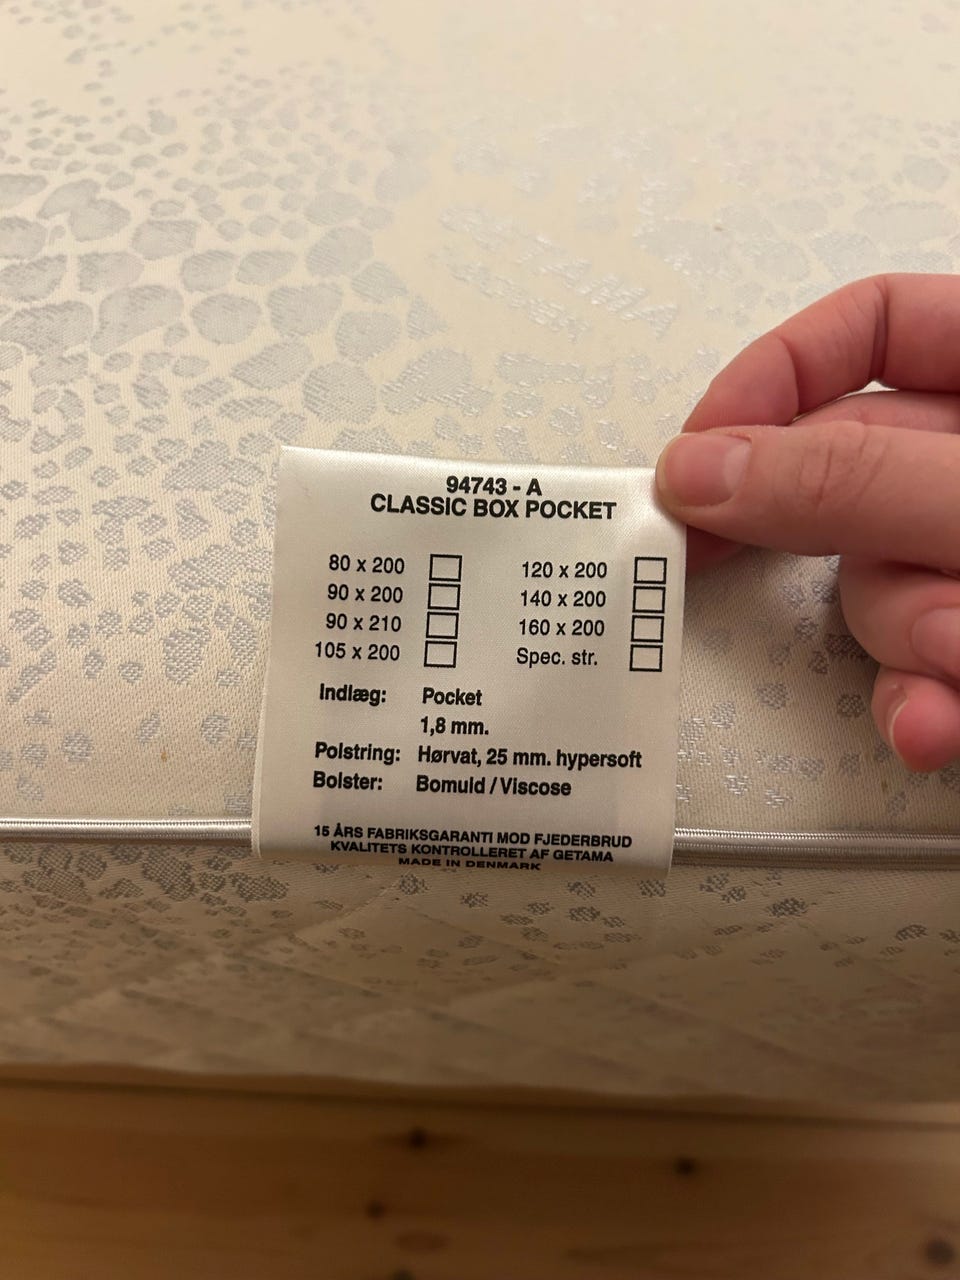 GETAMA
94743 - A
CLASSIC BOX POCKET
80 x 200
120 x 200
90 x 200
140 x 200
90 x 210
160 x 200
105 x 200
Spec. str.
Indlæg: Pocket
1,8 mm.
Polstring: Hørvat, 25 mm. hypersoft
Bolster: Bomuld / Viscose
15 ÅRS FABRIKSGARANTI MOD FJEDERBRUD
KVALITETS KONTROLLERET AF GETAMA
MADE IN DENMARK